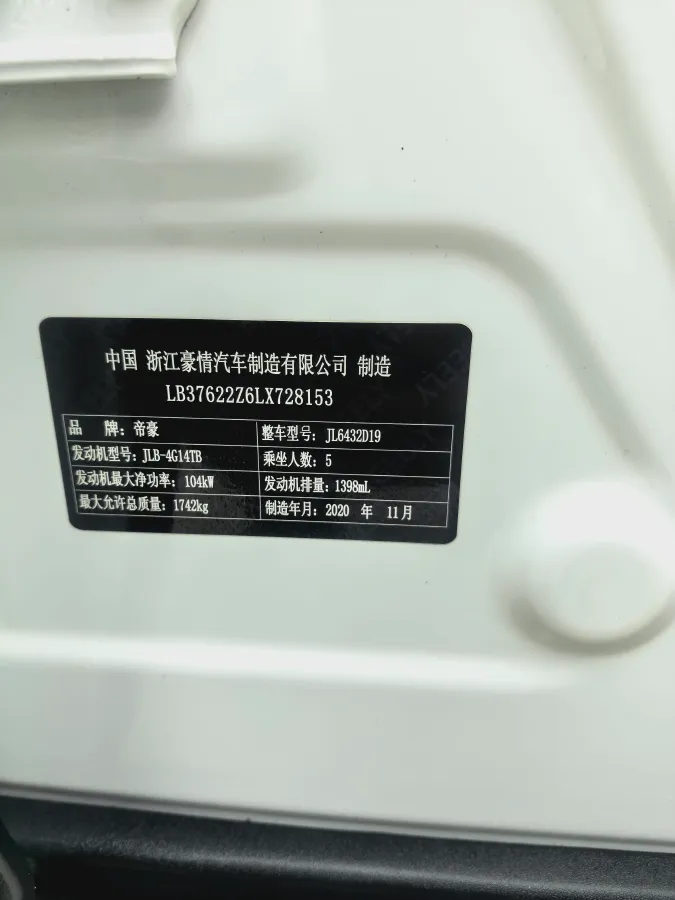 中国 浙江豪情汽车制造有限公司 制造
LB37622Z6LX728153
品 牌：帝豪 整车型号：JL6432D19
发动机型号：JLB-4G14TB 乘坐人数：5
发动机最大净功率：104kW 发动机排量：1398mL
最大允许总质量：1742kg 制造年月：2020 年 11月